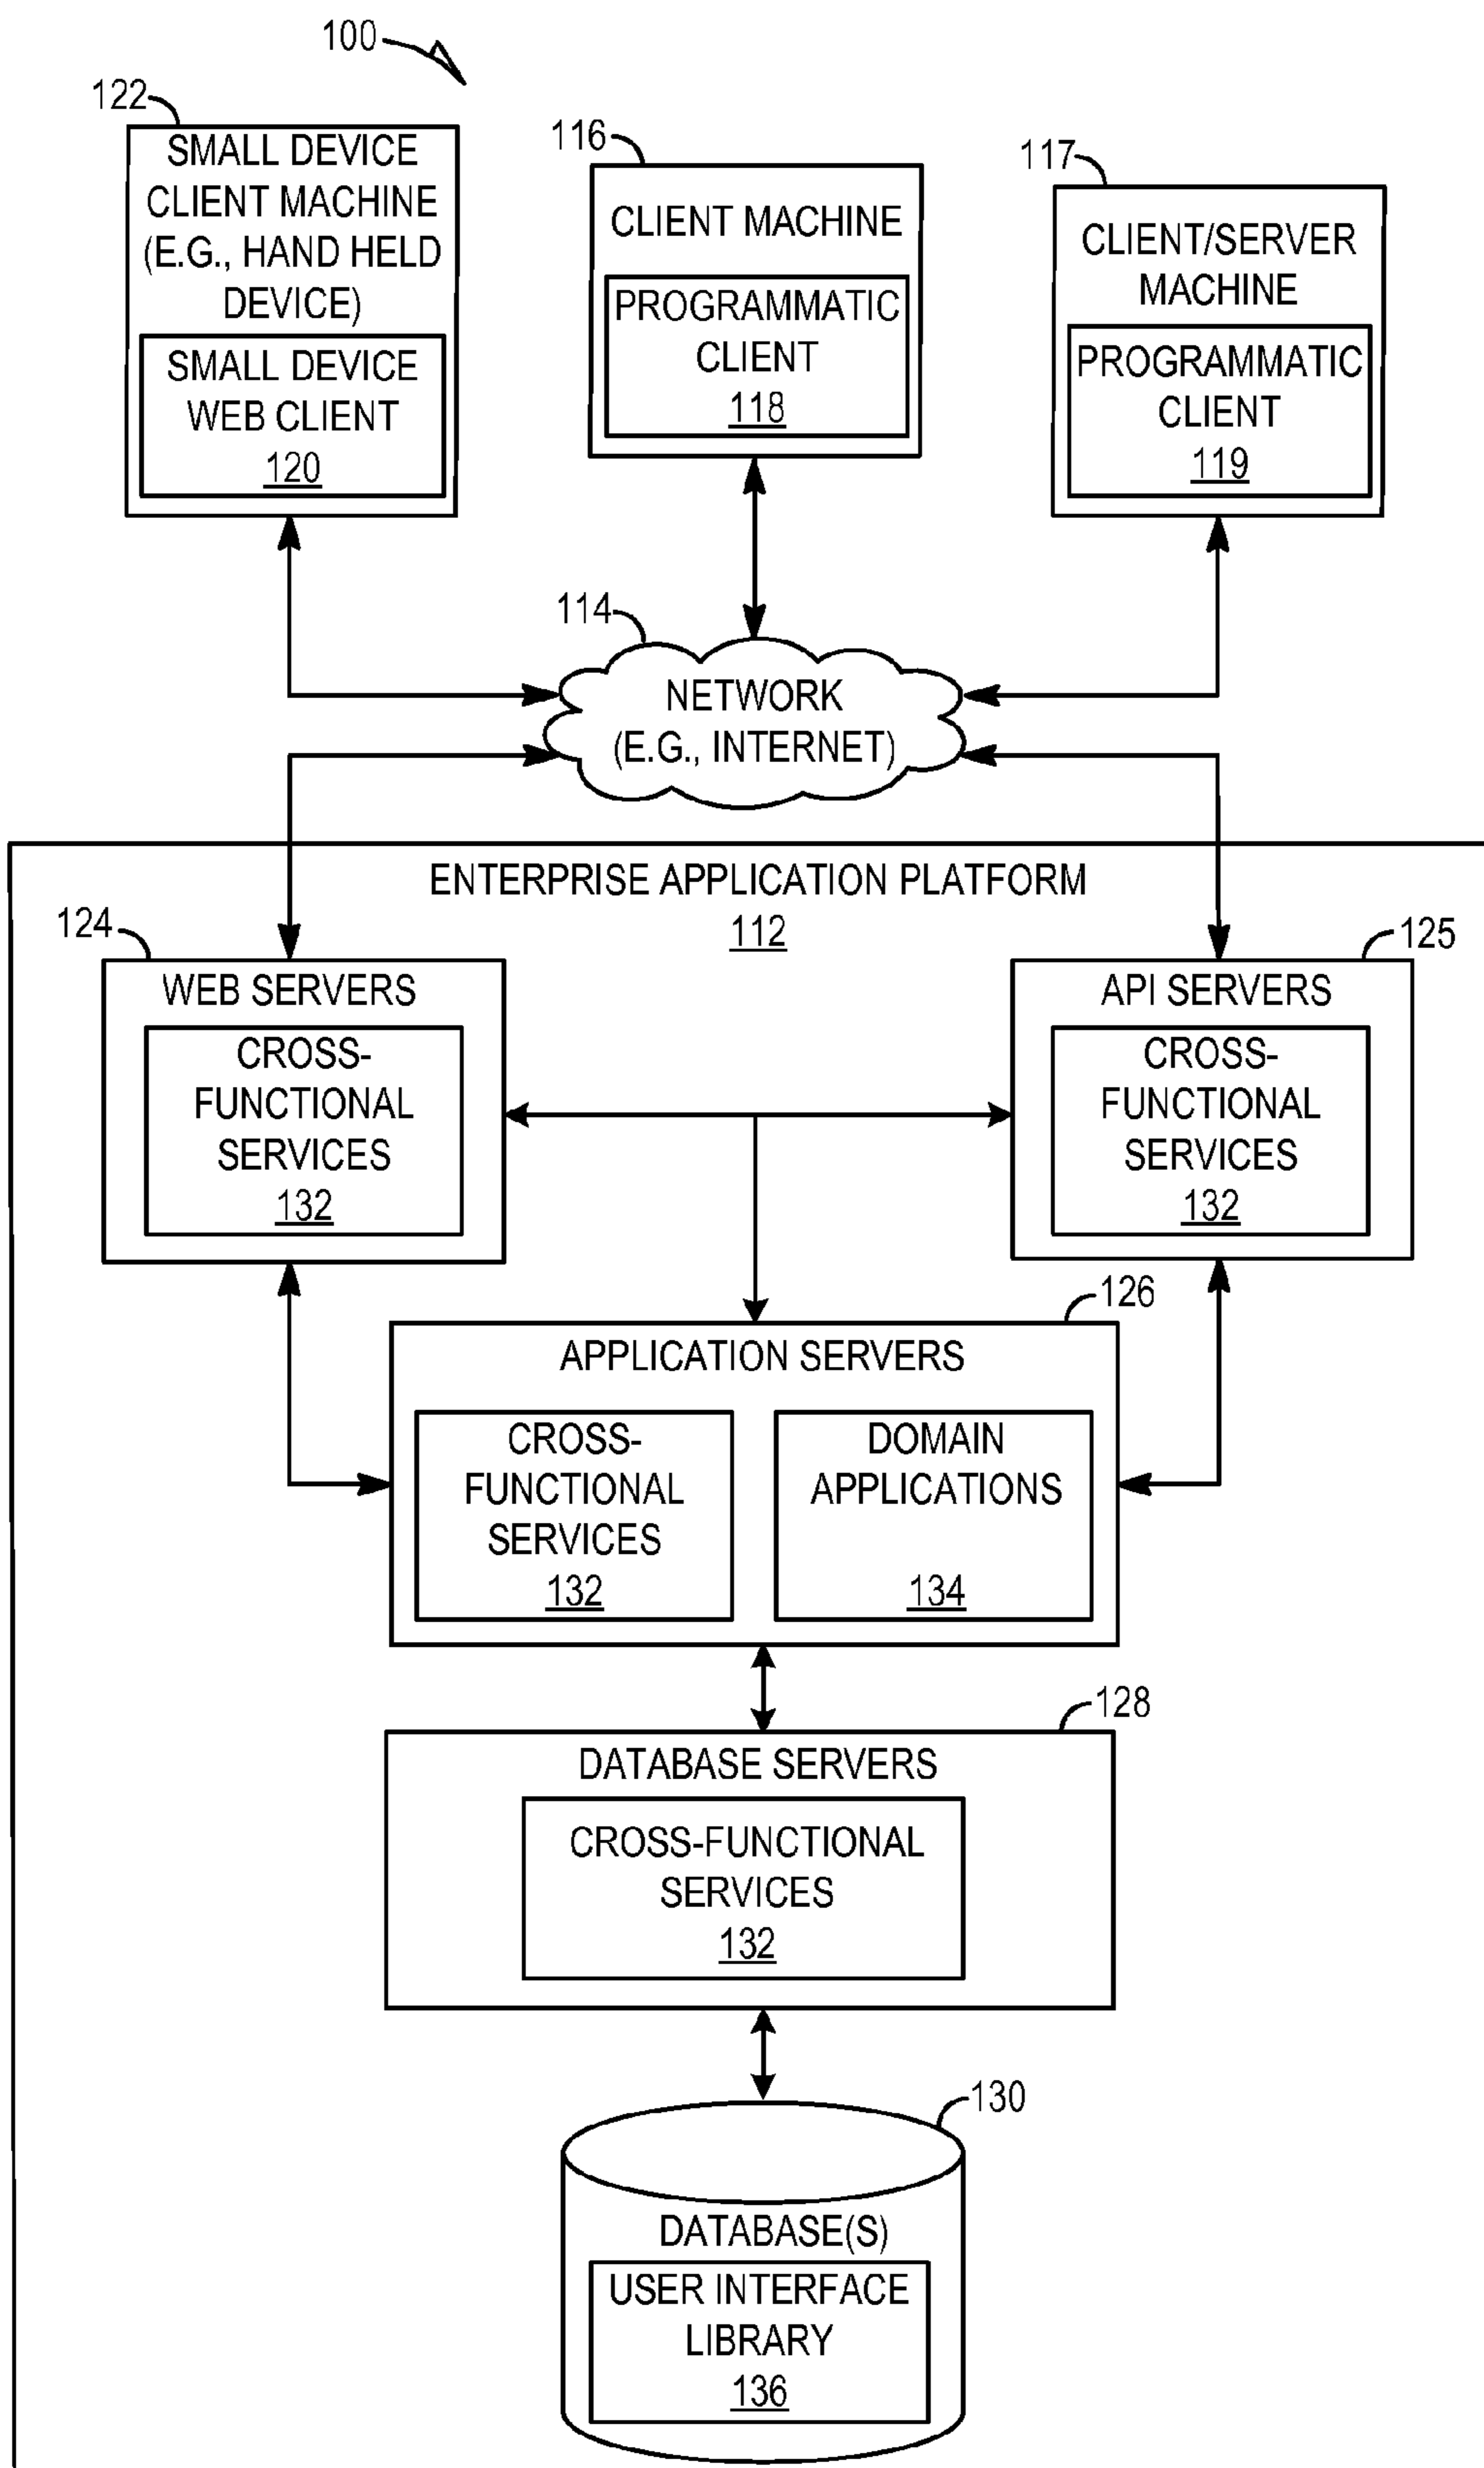 100
122
SMALL DEVICE
CLIENT MACHINE
(E.G., HAND HELD
DEVICE)
SMALL DEVICE
WEB CLIENT
120
116
CLIENT MACHINE
PROGRAMMATIC
CLIENT
118
117
CLIENT/SERVER
MACHINE
PROGRAMMATIC
CLIENT
119
114
NETWORK
(E.G., INTERNET)
ENTERPRISE APPLICATION PLATFORM
112
124
WEB SERVERS
CROSS-
FUNCTIONAL
SERVICES
132
125
API SERVERS
CROSS-
FUNCTIONAL
SERVICES
132
126
APPLICATION SERVERS
CROSS-
FUNCTIONAL
SERVICES
132
DOMAIN
APPLICATIONS
134
128
DATABASE SERVERS
CROSS-FUNCTIONAL
SERVICES
132
130
DATABASE(S)
USER INTERFACE
LIBRARY
136